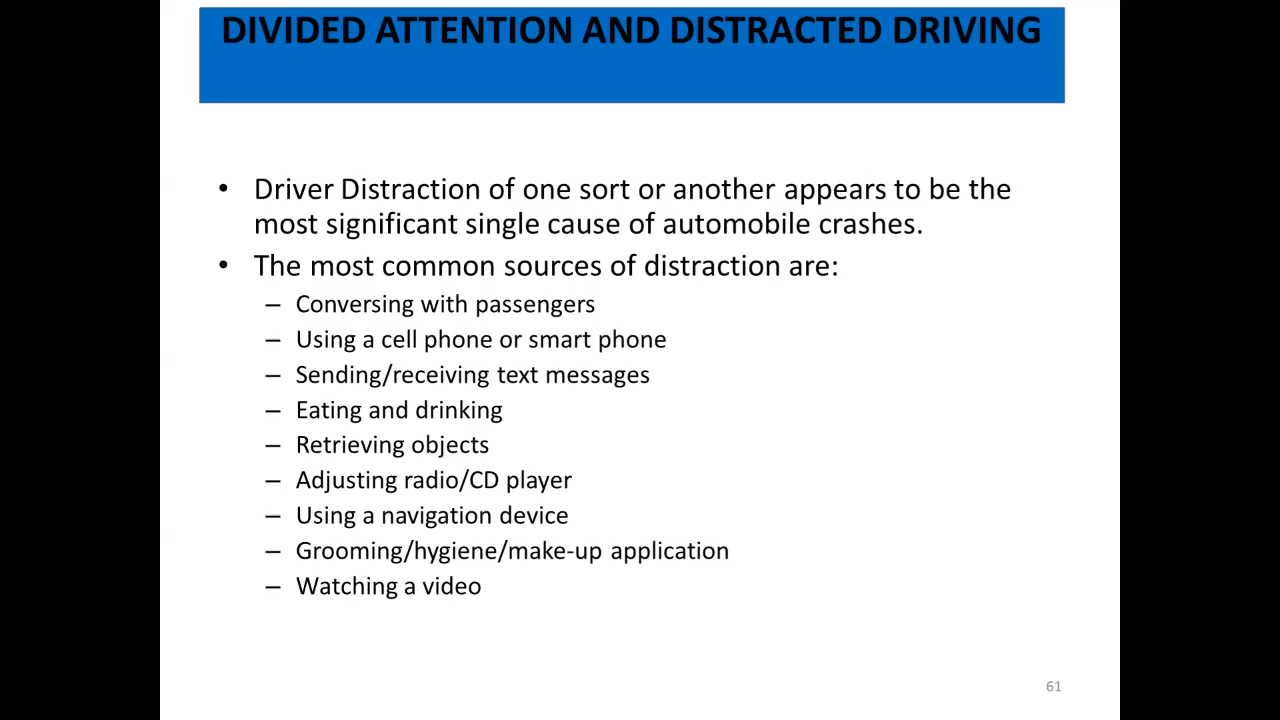 DIVIDED ATTENTION AND DISTRACTED DRIVING
• Driver Distraction of one sort or another appears to be the
most significant single cause of automobile crashes.
• The most common sources of distraction are:
– Conversing with passengers
– Using a cell phone or smart phone
– Sending/receiving text messages
– Eating and drinking
– Retrieving objects
– Adjusting radio/CD player
– Using a navigation device
– Grooming/hygiene/make-up application
– Watching a video
61